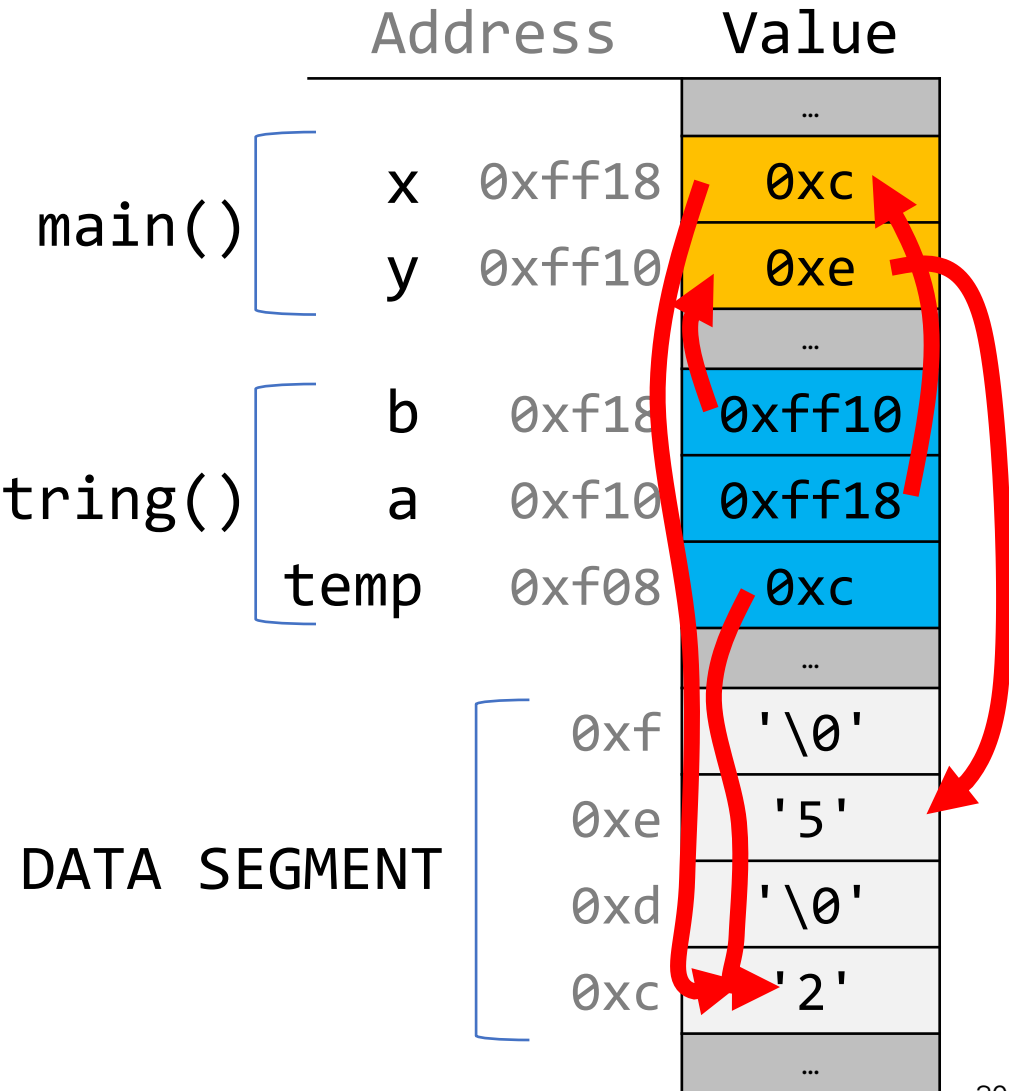 Address Value
…
x 0xff18 0xc
main()
y 0xff10 0xe
…
b 0xf18 0xff10
tring() a 0xf10 0xff18
temp 0xf08 0xc
…
0xf '\0'
0xe '5'
DATA SEGMENT
0xd '\0'
0xc '2'
…